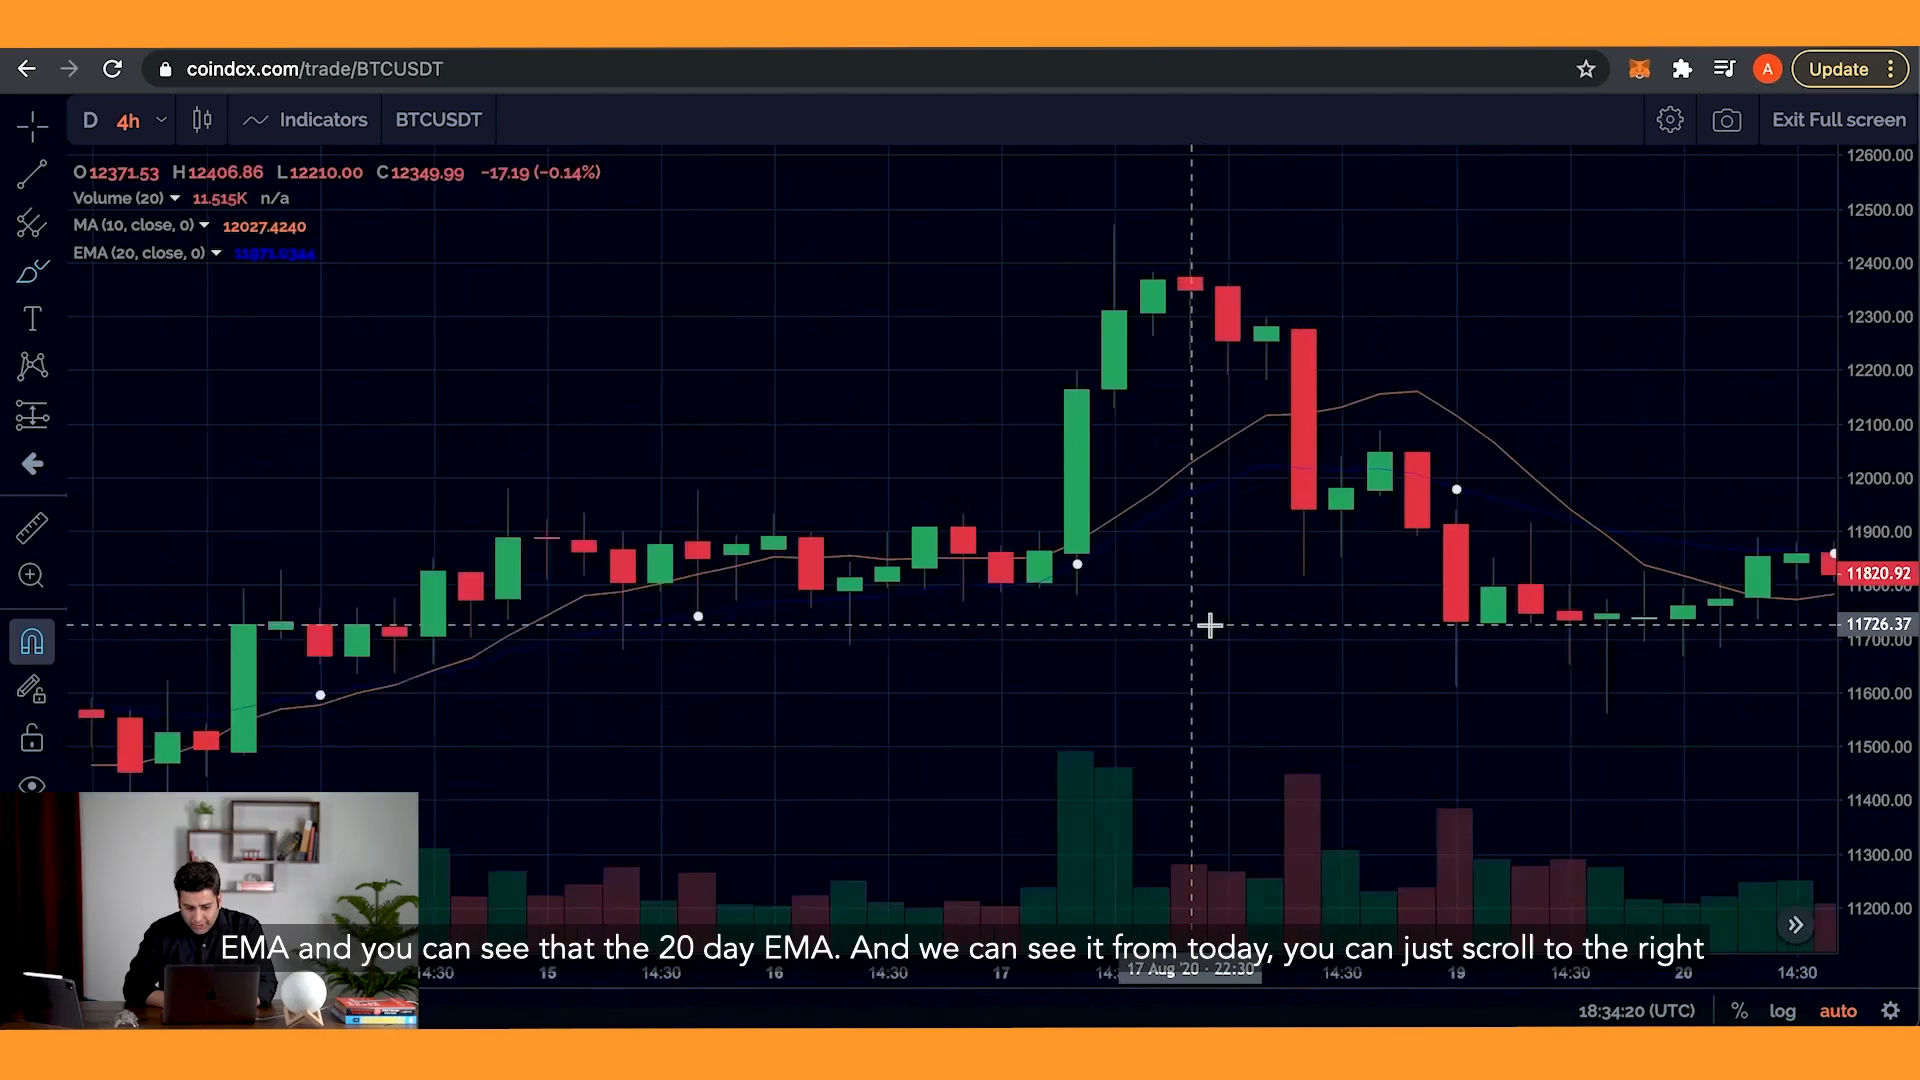 coindcx.com/trade/BTCUSDT
A
Update
D 4h Indicators BTCUSDT Exit Full screen
O12371.53 H12406.86 L12210.00 C12349.99 −17.19 (−0.14%)
Volume (20) 11.515K n/a
MA (10, close, 0) 12027.4240
EMA (20, close, 0)
12600.00
12500.00
12400.00
12300.00
12200.00
12100.00
12000.00
11900.00
11820.92
11726.37
11700.00
11600.00
11500.00
11400.00
11300.00
11200.00
EMA and you can see that the 20 day EMA. And we can see it from today, you can just scroll to the right
14:30 15 14:30 16 14:30 17 17 Aug '20 · 22:30 14:30 19 14:30 20 14:30
18:34:20 (UTC) % log auto